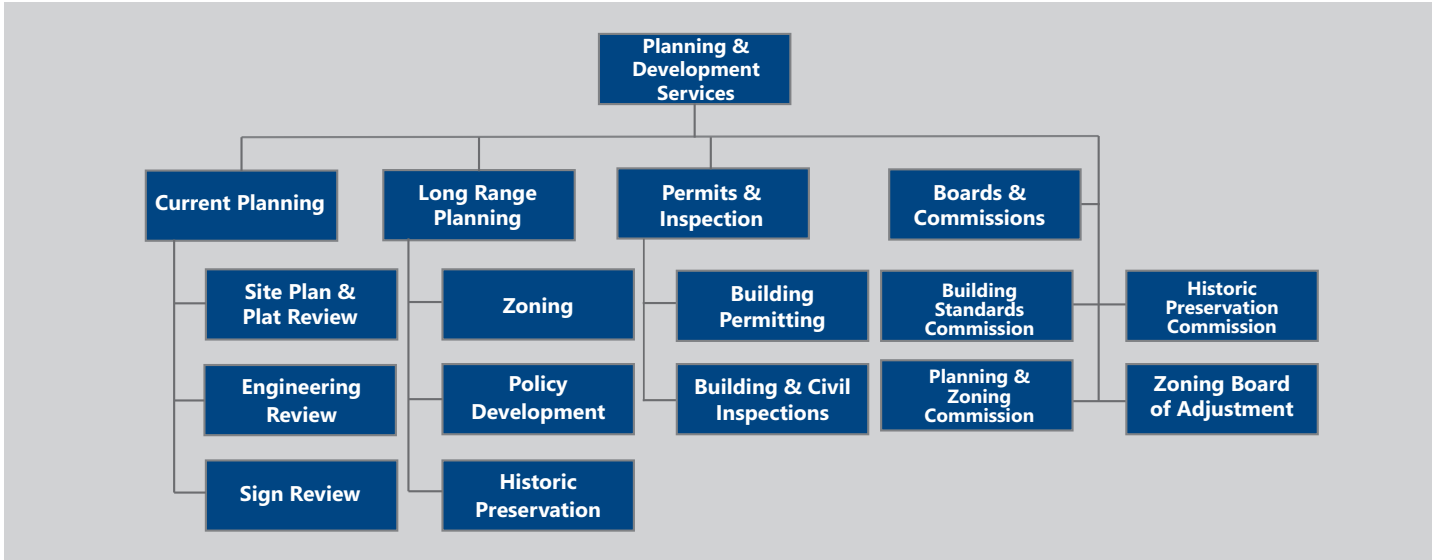 Planning &
Development
Services
Current Planning
Long Range
Planning
Permits &
Inspection
Boards &
Commissions
Site Plan &
Plat Review
Zoning
Building
Permitting
Building
Standards
Commission
Historic
Preservation
Commission
Engineering
Review
Policy
Development
Building & Civil
Inspections
Planning &
Zoning
Commission
Zoning Board
of Adjustment
Sign Review
Historic
Preservation